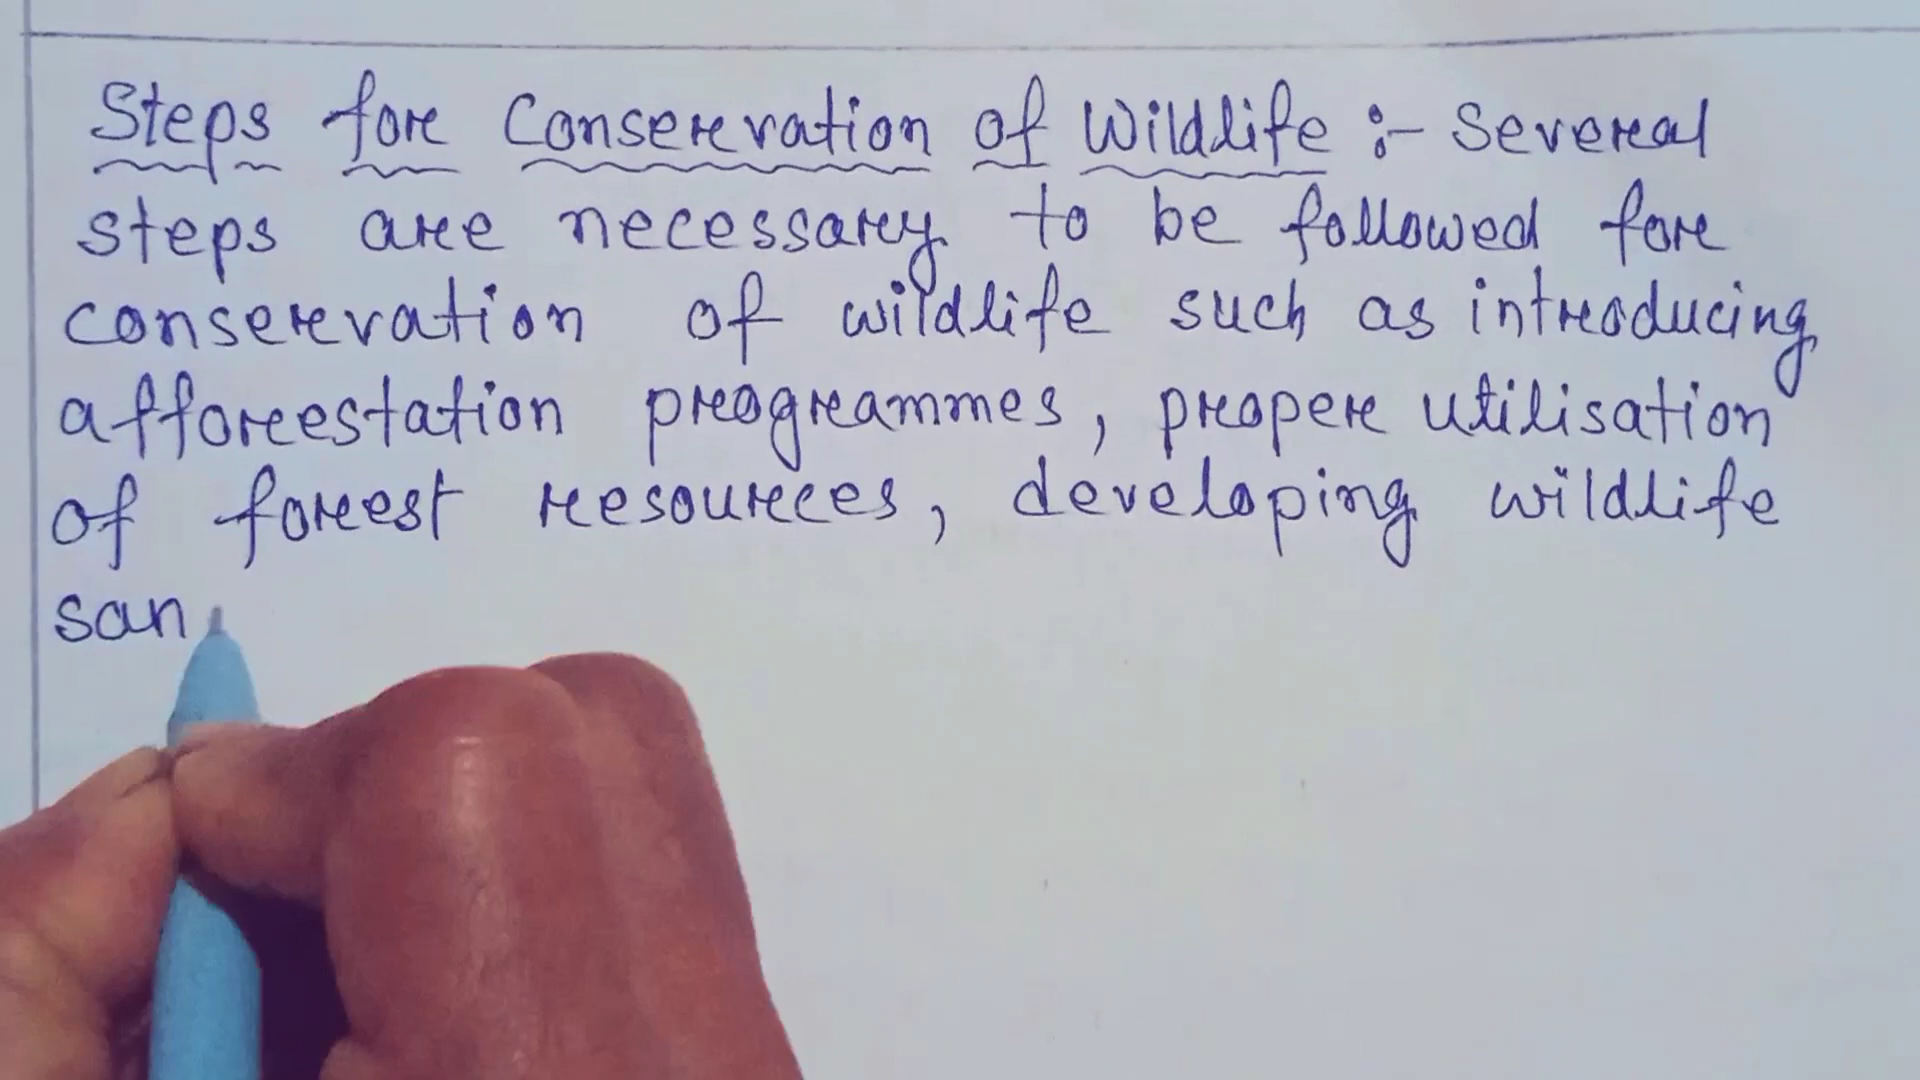 Steps for Conservation of Wildlife :- Several
steps are necessary to be followed for
conservation of wildlife such as introducing
afforestation programmes, proper utilisation
of forest resources, developing wildlife
san